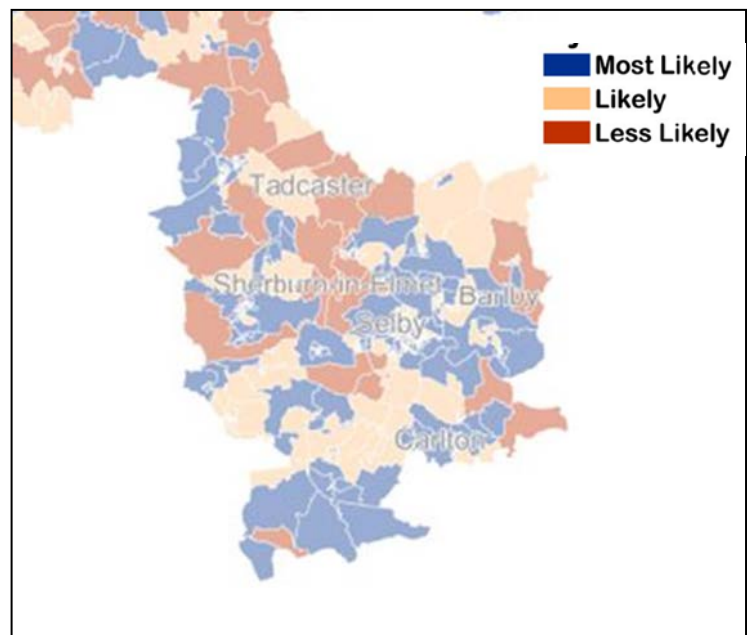 Most Likely
Likely
Less Likely
Tadcaster
Sherburn-in-Elmet
Barlby
Selby
Carlton